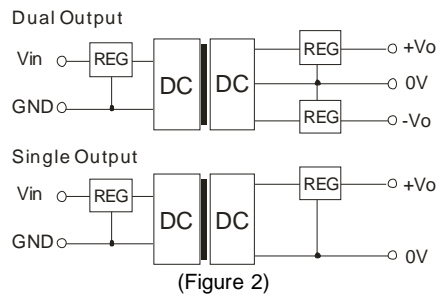 Dual Output
Vin REG REG +Vo
DC DC 0V
GND REG -Vo
Single Output
Vin REG REG +Vo
DC DC
GND 0V
(Figure 2)